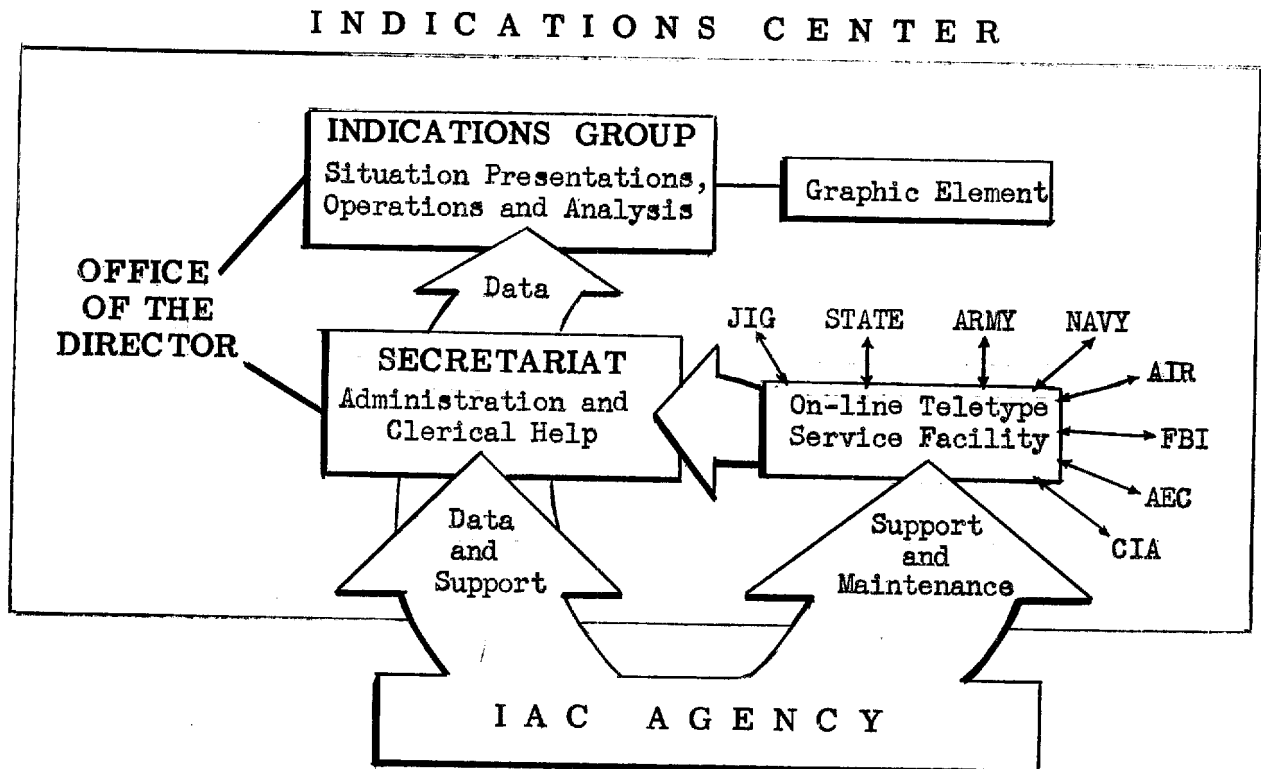 INDICATIONS CENTER
INDICATIONS GROUP
Situation Presentations,
Operations and Analysis
Graphic Element
OFFICE
OF THE
DIRECTOR
Data
SECRETARIAT
Administration and
Clerical Help
JIG
STATE
ARMY
NAVY
AIR
FBI
AEC
CIA
On-line Teletype
Service Facility
Data
and
Support
Support
and
Maintenance
IAC AGENCY